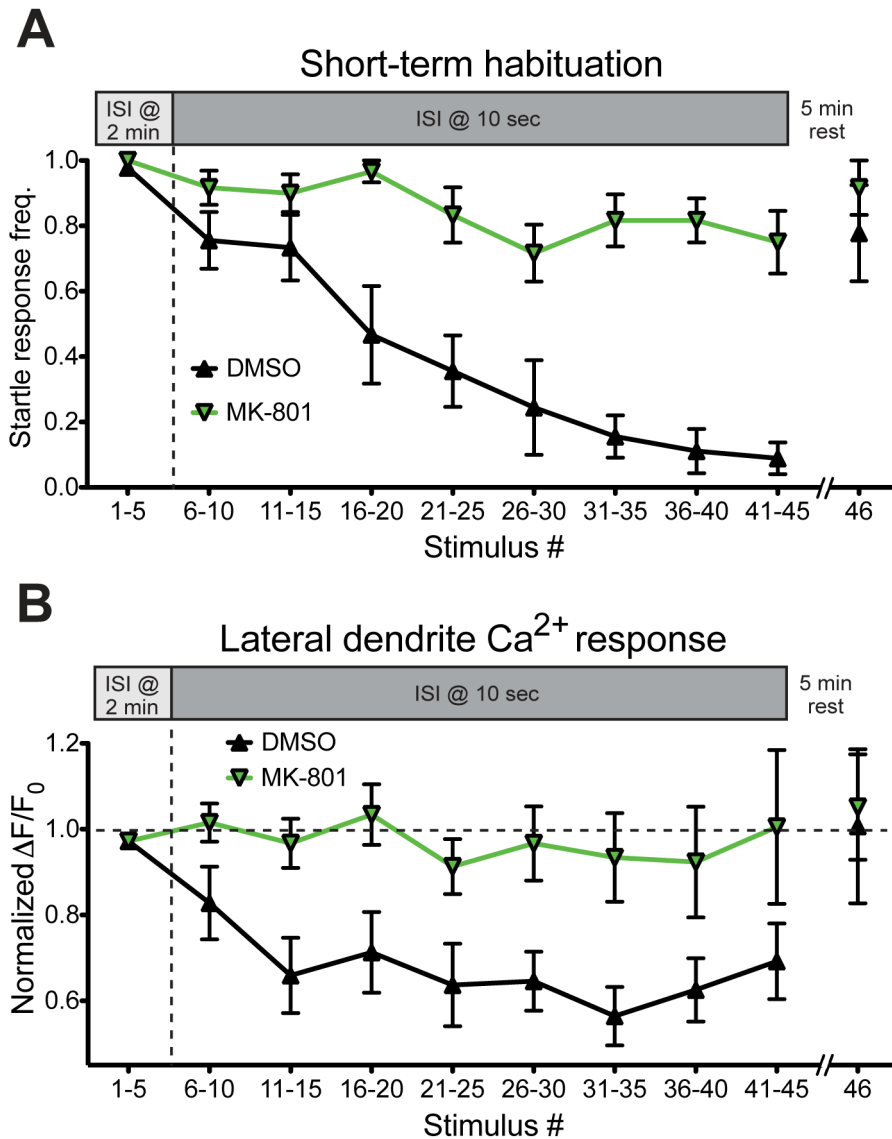 A
Short-term habituation
ISI @
2 min
ISI @ 10 sec
5 min
rest
Startle response freq.
1.0
0.8
0.6
0.4
0.2
0.0
DMSO
MK-801
1-5 6-10 11-15 16-20 21-25 26-30 31-35 36-40 41-45 46
Stimulus #
B
Lateral dendrite Ca2+ response
ISI @
2 min
ISI @ 10 sec
5 min
rest
Normalized ΔF/F0
1.2
1.0
0.8
0.6
DMSO
MK-801
1-5 6-10 11-15 16-20 21-25 26-30 31-35 36-40 41-45 46
Stimulus #